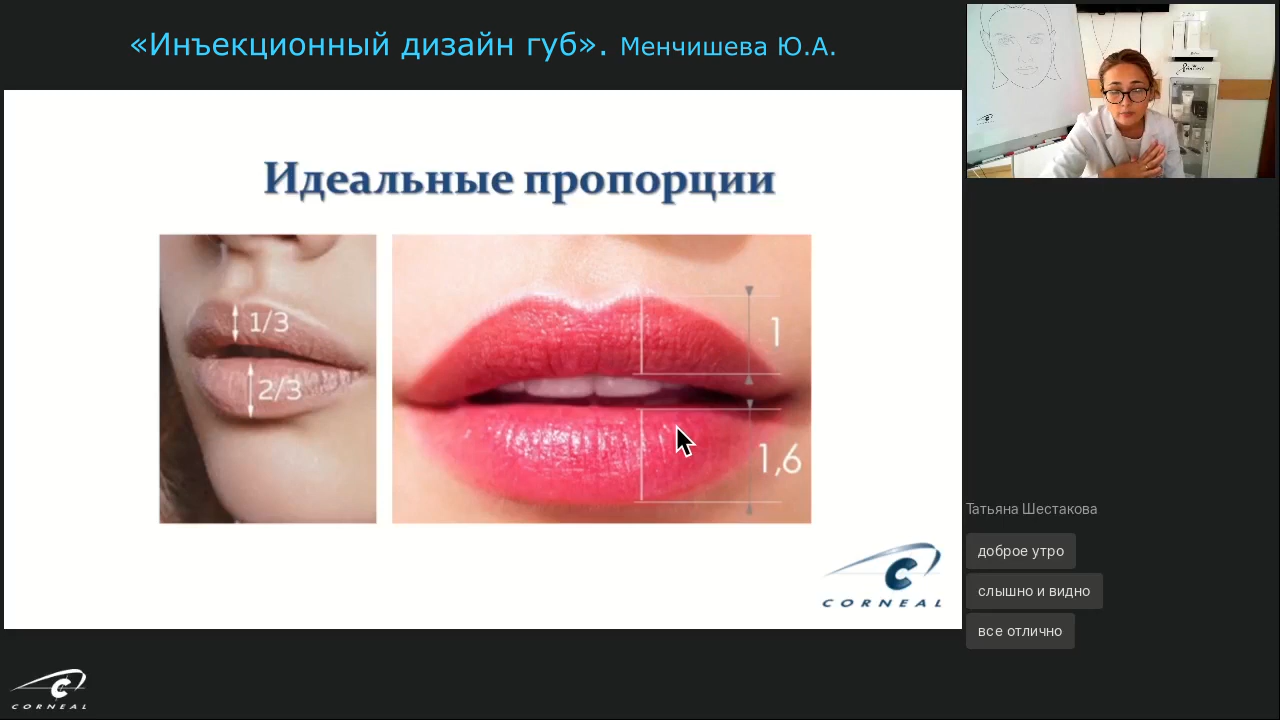 «Инъекционный дизайн губ». Менчишева Ю.А.
Идеальные пропорции
1/3
2/3
1
1,6
CORNEAL
Татьяна Шестакова
доброе утро
слышно и видно
все отлично
CORNEAL